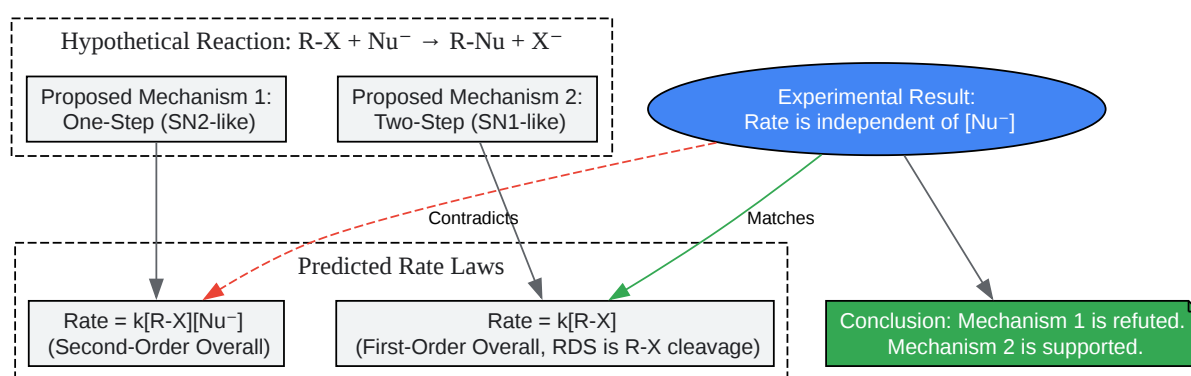 Hypothetical Reaction: R-X + Nu⁻ → R-Nu + X⁻
Proposed Mechanism 1:
One-Step (SN2-like)
Proposed Mechanism 2:
Two-Step (SN1-like)
Experimental Result:
Rate is independent of [Nu⁻]
Contradicts
Matches
Predicted Rate Laws
Rate = k[R-X][Nu⁻]
(Second-Order Overall)
Rate = k[R-X]
(First-Order Overall, RDS is R-X cleavage)
Conclusion: Mechanism 1 is refuted.
Mechanism 2 is supported.